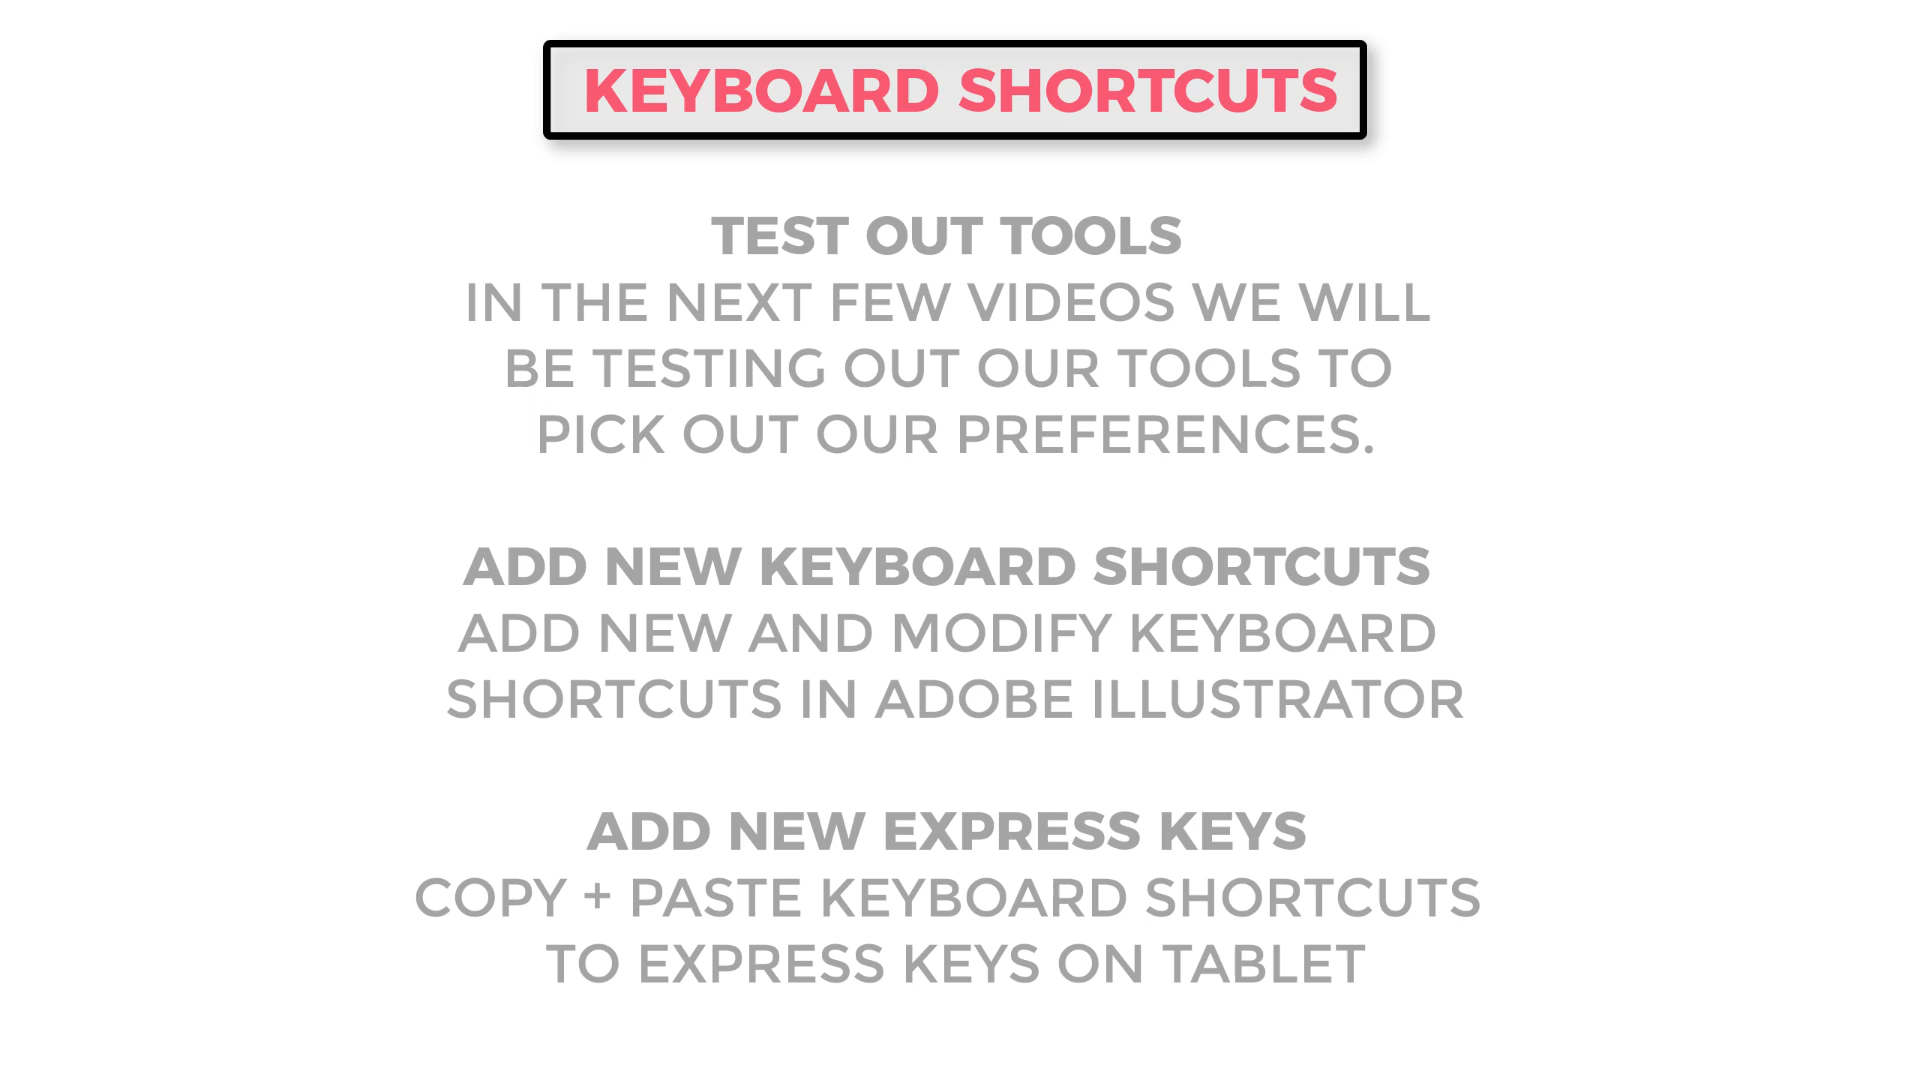 KEYBOARD SHORTCUTS
TEST OUT TOOLS
IN THE NEXT FEW VIDEOS WE WILL
BE TESTING OUT OUR TOOLS TO
PICK OUT OUR PREFERENCES.
ADD NEW KEYBOARD SHORTCUTS
ADD NEW AND MODIFY KEYBOARD
SHORTCUTS IN ADOBE ILLUSTRATOR
ADD NEW EXPRESS KEYS
COPY + PASTE KEYBOARD SHORTCUTS
TO EXPRESS KEYS ON TABLET